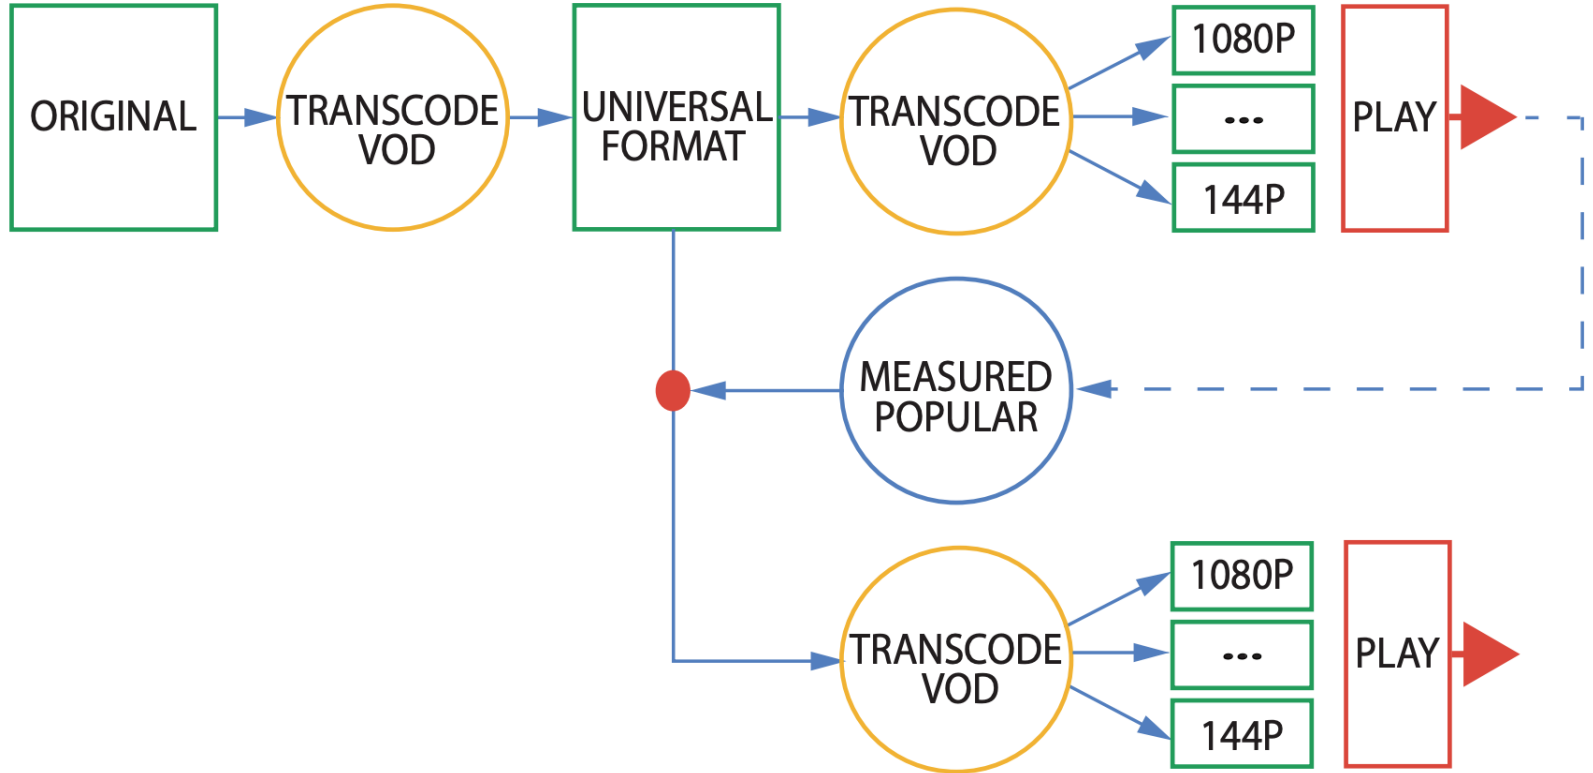 ORIGINAL
TRANSCODE
VOD
UNIVERSAL
FORMAT
TRANSCODE
VOD
1080P
...
144P
PLAY
MEASURED
POPULAR
TRANSCODE
VOD
1080P
...
144P
PLAY